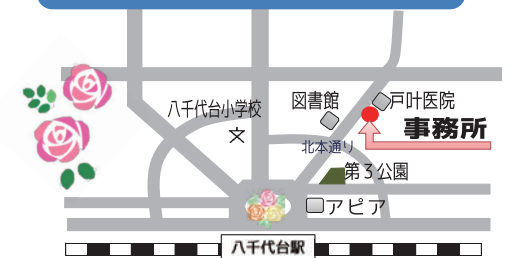 図書館
戸叶医院
八千代台小学校
文
事務所
北本通り
第3公園
アピア
八千代台駅